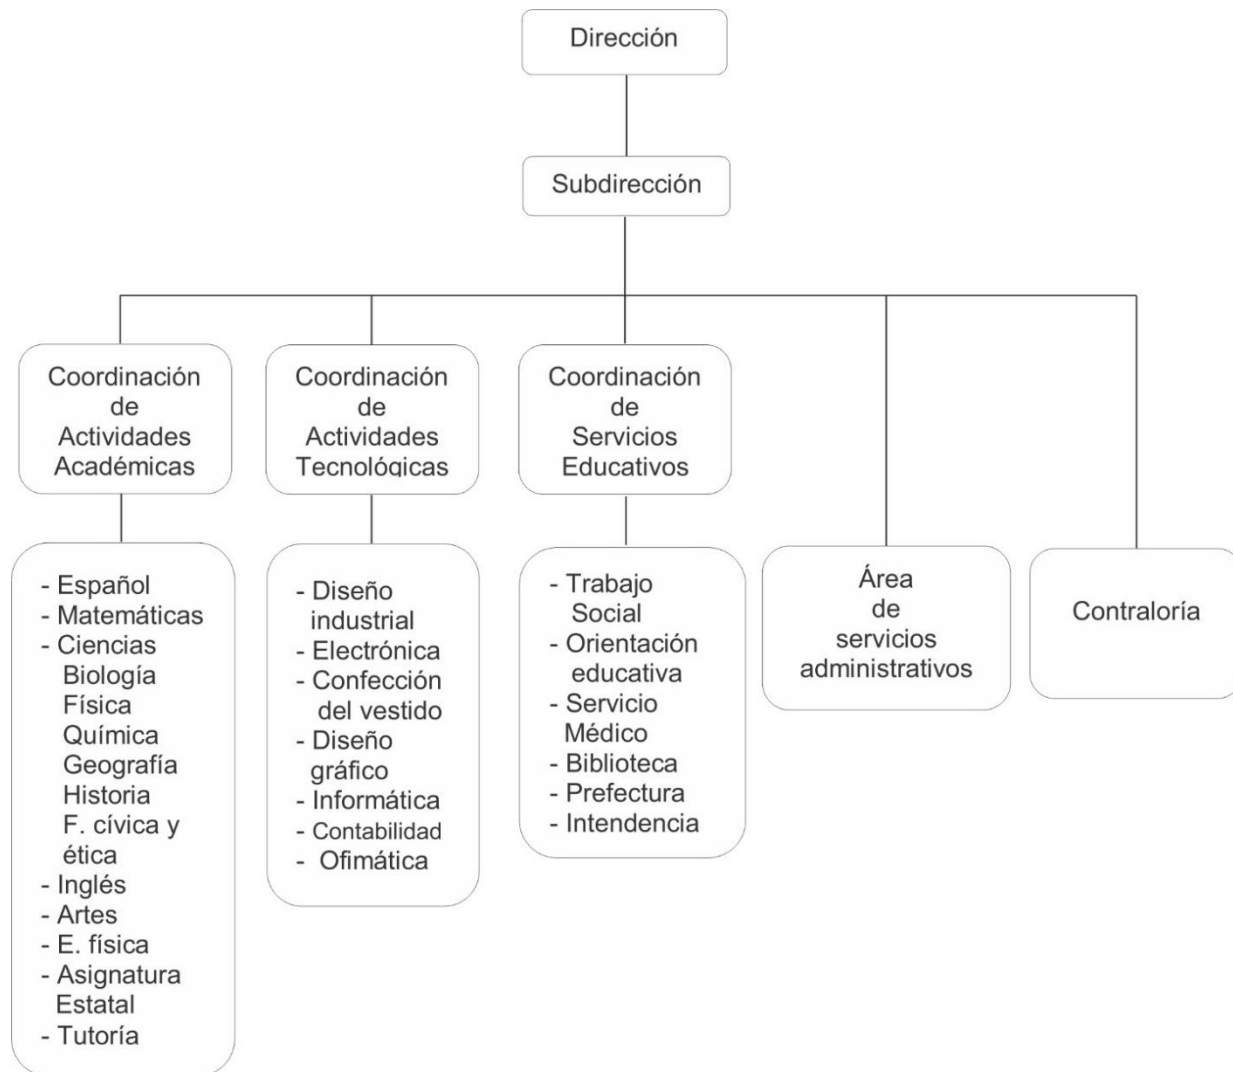 Dirección
Subdirección
Coordinación
de
Actividades
Académicas
Coordinación
de
Actividades
Tecnológicas
Coordinación
de
Servicios
Educativos
- Español
- Matemáticas
- Ciencias
Biología
Física
Química
Geografía
Historia
F. cívica y
ética
- Inglés
- Artes
- E. física
- Asignatura
Estatal
- Tutoría
- Diseño
industrial
- Electrónica
- Confección
del vestido
- Diseño
gráfico
- Informática
- Contabilidad
- Ofimática
- Trabajo
Social
- Orientación
educativa
- Servicio
Médico
- Biblioteca
- Prefectura
- Intendencia
Área
de
servicios
administrativos
Contraloría